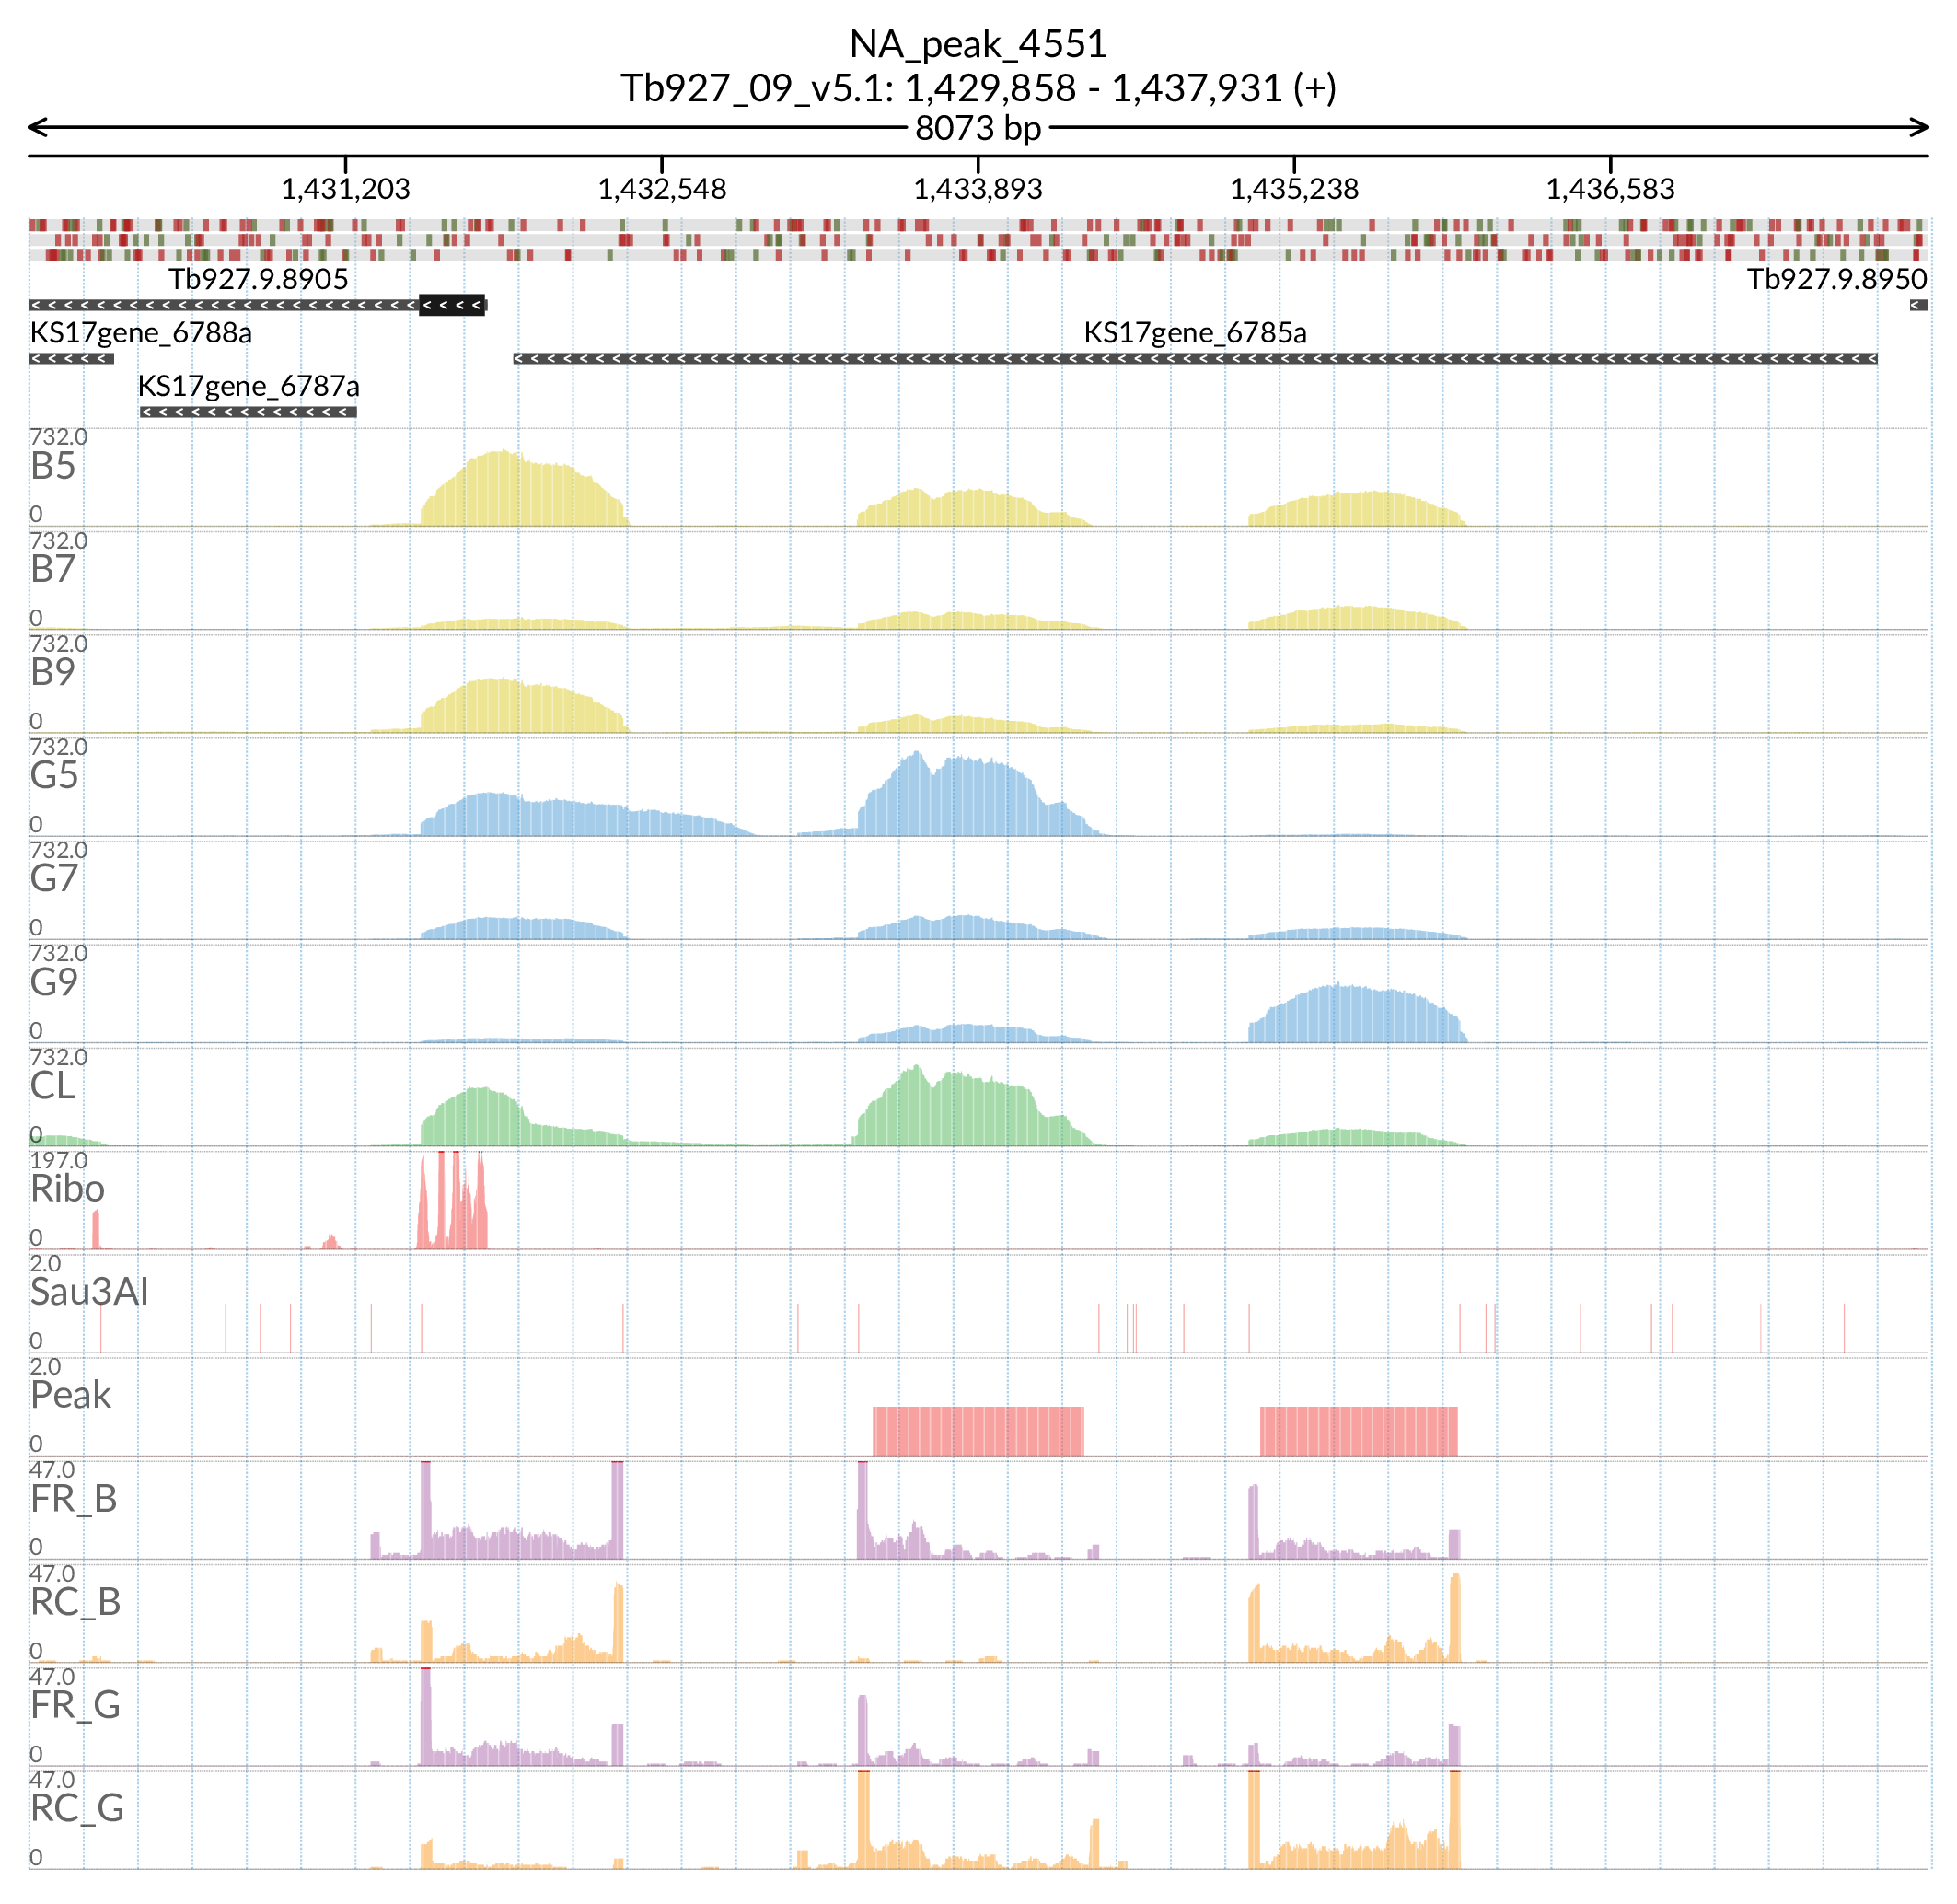 NA_peak_4551
Tb927_09_v5.1: 1,429,858 - 1,437,931 (+)
8073 bp
1,431,203 1,432,548 1,433,893 1,435,238 1,436,583
Tb927.9.8905 Tb927.9.8950
KS17gene_6788a KS17gene_6785a
KS17gene_6787a
732.0
B5
0
732.0
B7
0
732.0
B9
0
732.0
G5
0
732.0
G7
0
732.0
G9
0
732.0
CL
0
197.0
Ribo
0
2.0
Sau3AI
0
2.0
Peak
0
47.0
FR_B
0
47.0
RC_B
0
47.0
FR_G
0
47.0
RC_G
0